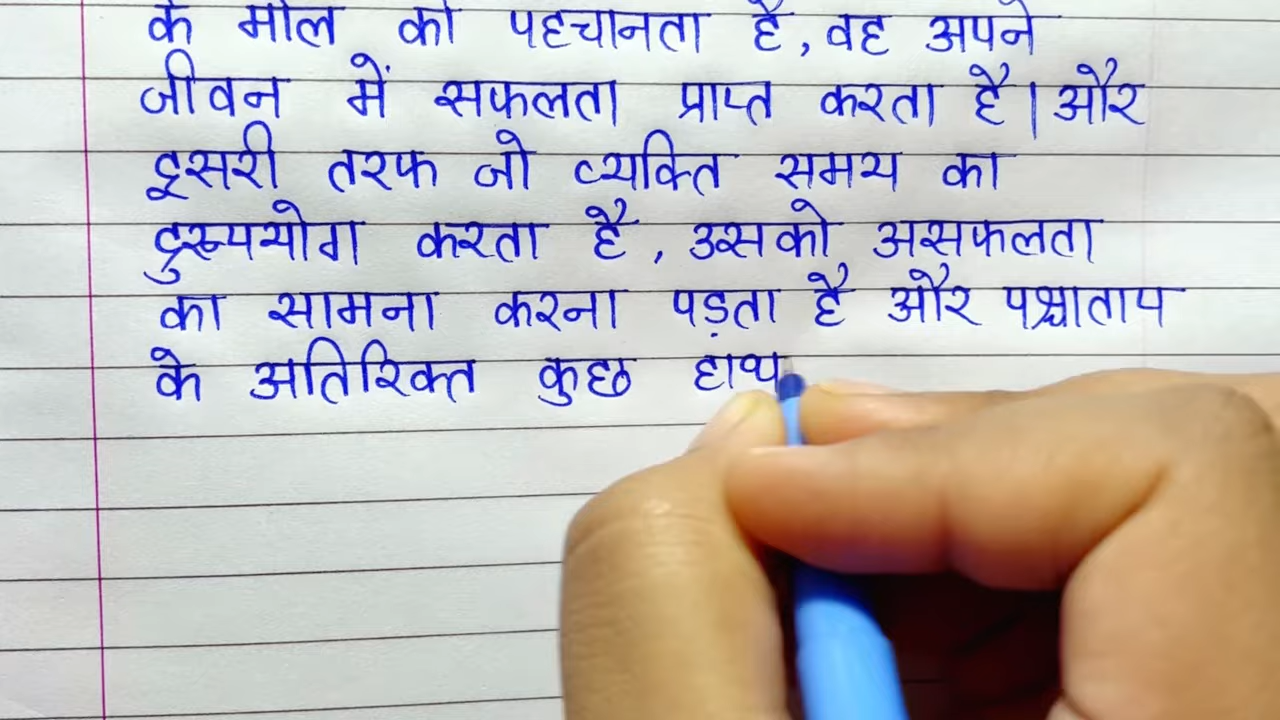 के मोल को पहचानता है, वह अपने
जीवन में सफलता प्राप्त करता है। और
दूसरी तरफ जो व्यक्ति समय का
दुरूपयोग करता है, उसको असफलता
का सामना करना पड़ता है और पश्चाताप
के अतिरिक्त कुछ हाथ